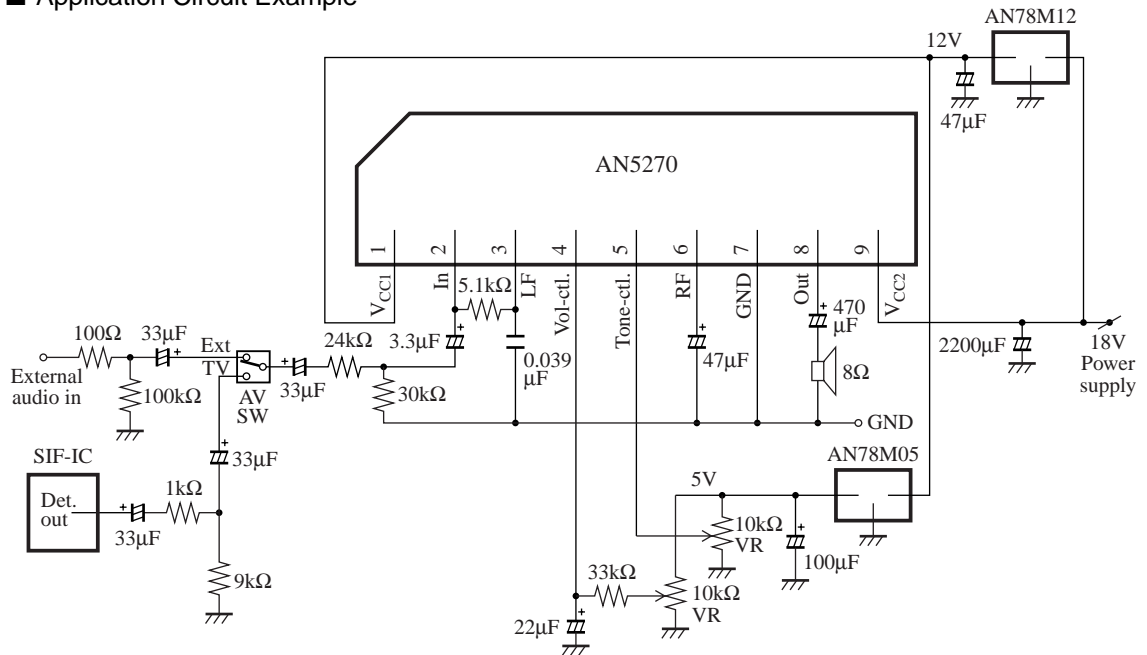 ■ Application Circuit Example
AN78M12
12V
47μF
AN5270
1
2
3
4
5
6
7
8
9
VCC1
In
LF
Vol-ctl.
Tone-ctl.
RF
GND
Out
VCC2
5.1kΩ
3.3μF
0.039
μF
47μF
470
μF
8Ω
2200μF
18V
Power
supply
100Ω
33μF
Ext
TV
AV
SW
33μF
24kΩ
30kΩ
External
audio in
100kΩ
GND
SIF-IC
Det.
out
33μF
1kΩ
33μF
9kΩ
AN78M05
5V
10kΩ
VR
100μF
33kΩ
10kΩ
VR
22μF